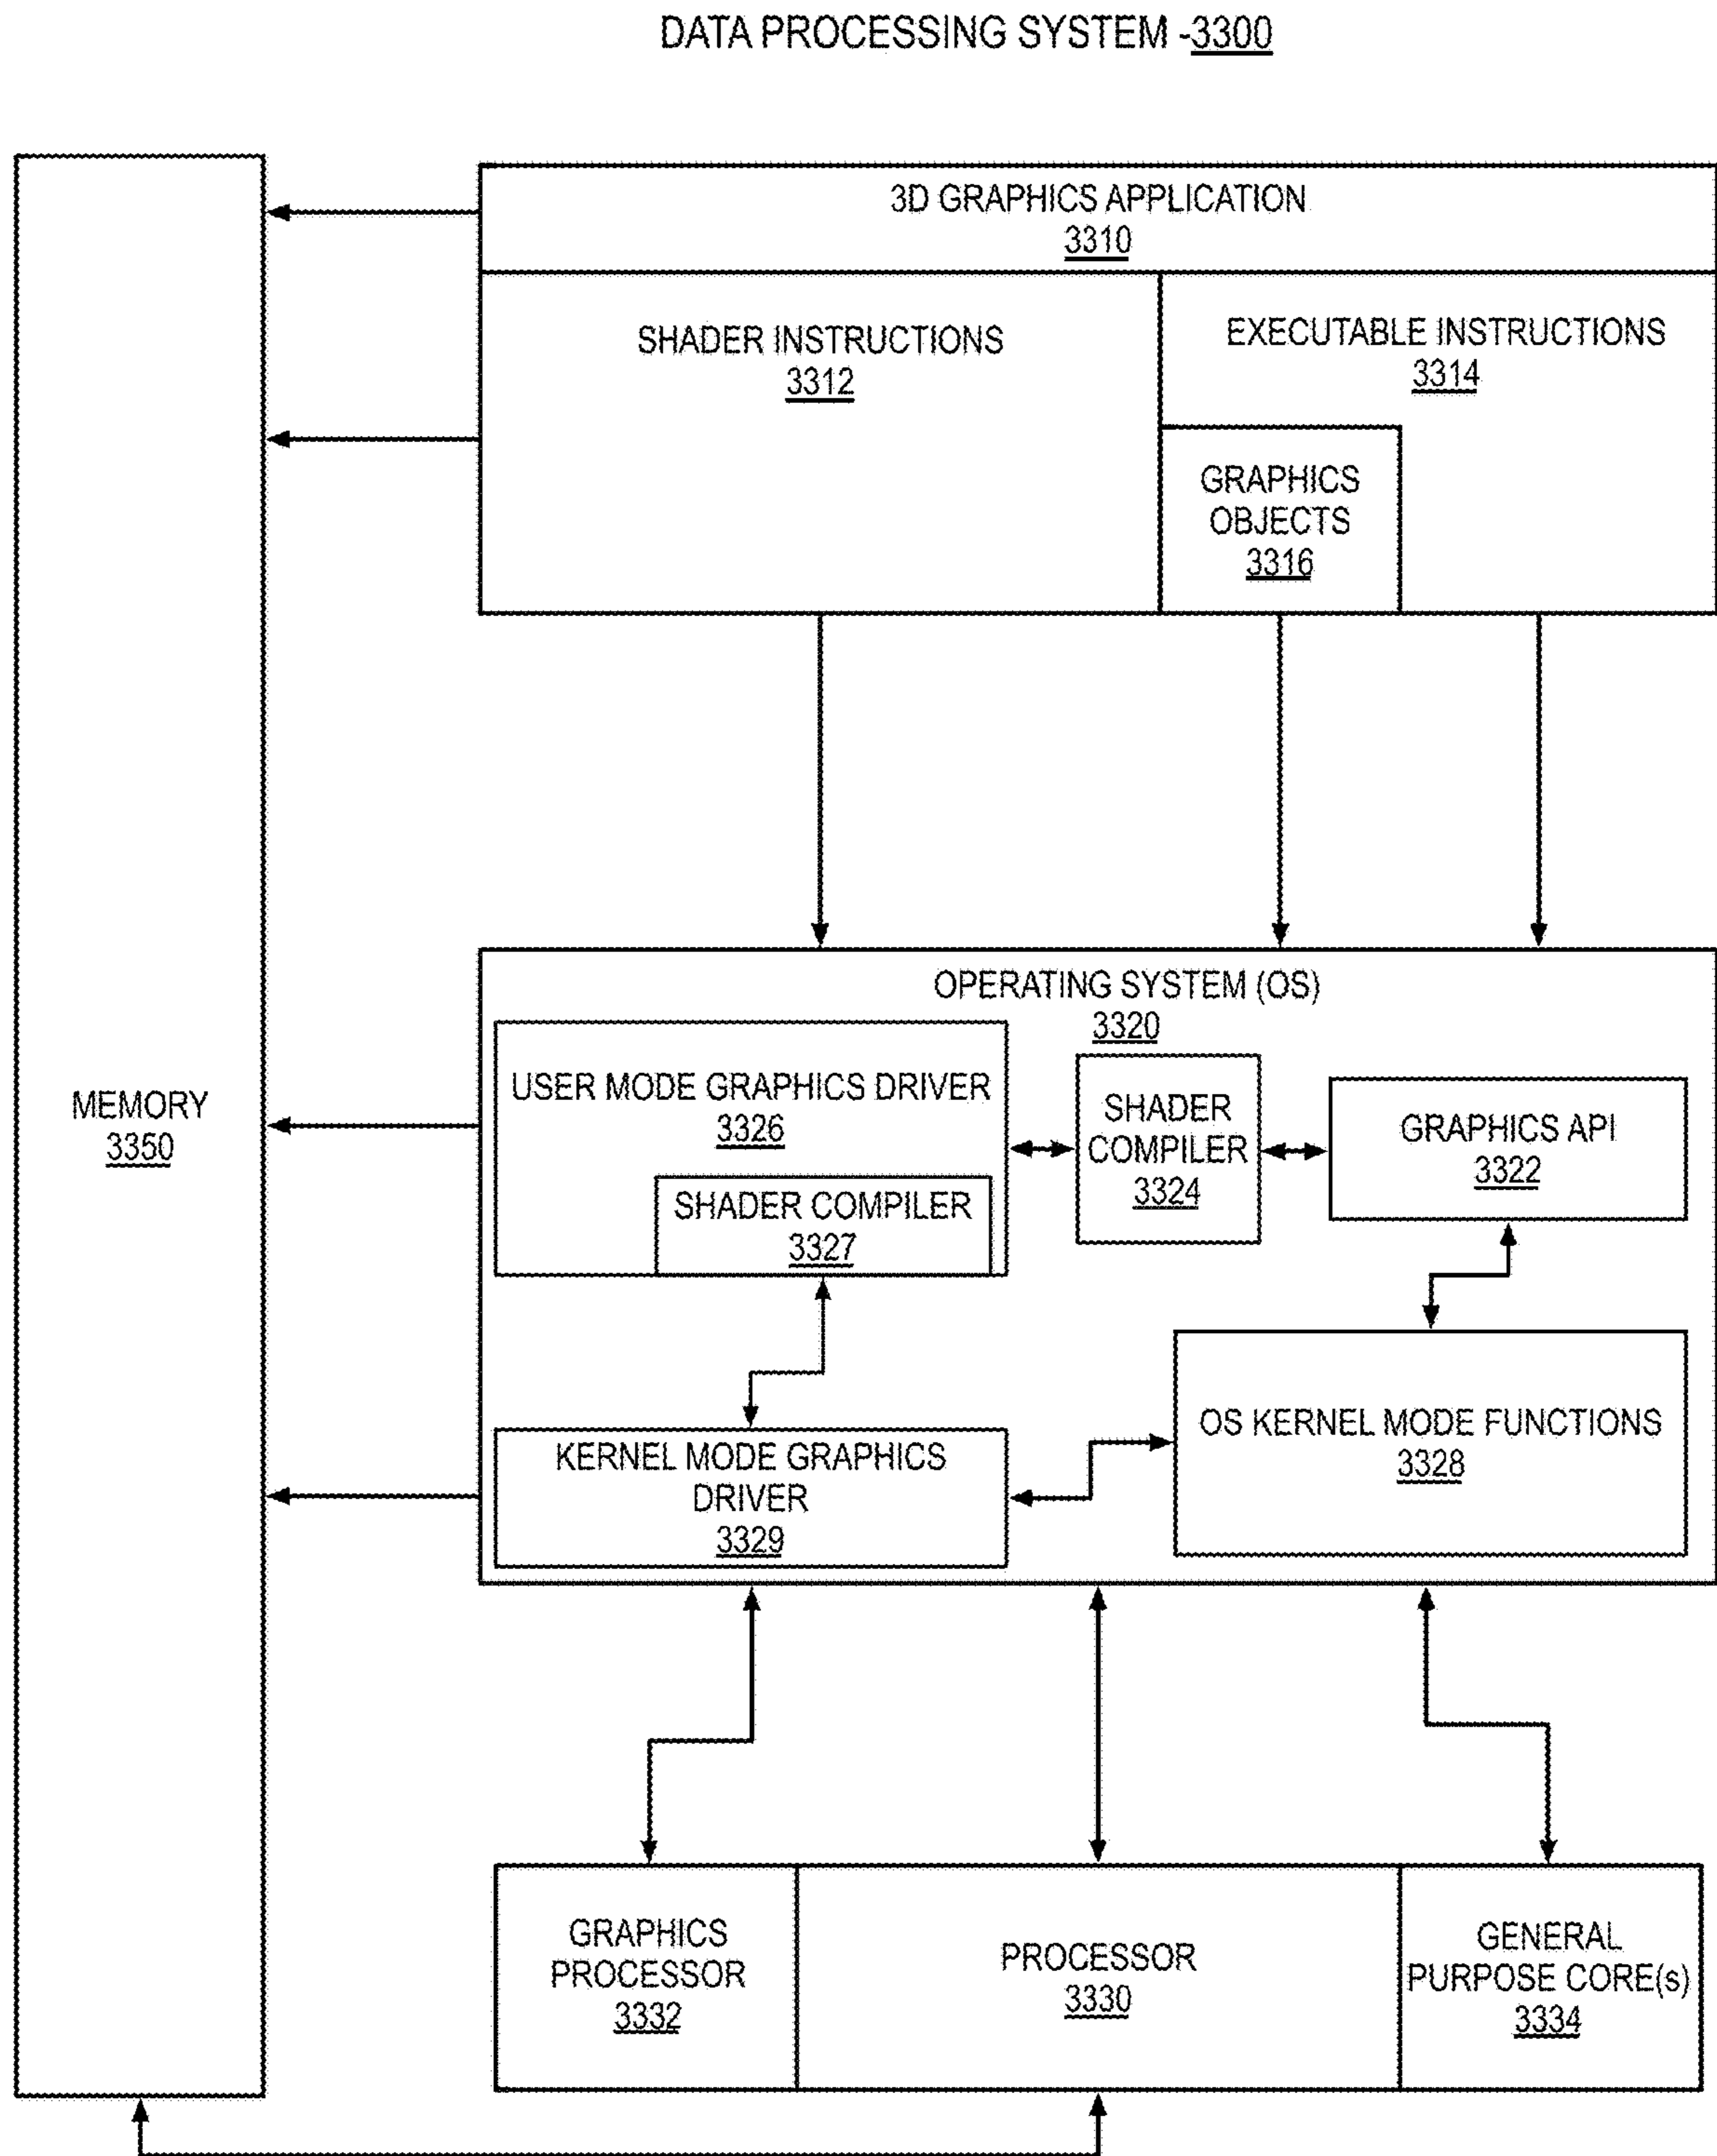 DATA PROCESSING SYSTEM -3300
3D GRAPHICS APPLICATION
3310
SHADER INSTRUCTIONS
3312
EXECUTABLE INSTRUCTIONS
3314
GRAPHICS
OBJECTS
3316
MEMORY
3350
OPERATING SYSTEM (OS)
3320
USER MODE GRAPHICS DRIVER
3326
SHADER COMPILER
3327
SHADER
COMPILER
3324
GRAPHICS API
3322
KERNEL MODE GRAPHICS
DRIVER
3329
OS KERNEL MODE FUNCTIONS
3328
GRAPHICS
PROCESSOR
3332
PROCESSOR
3330
GENERAL
PURPOSE CORE(s)
3334